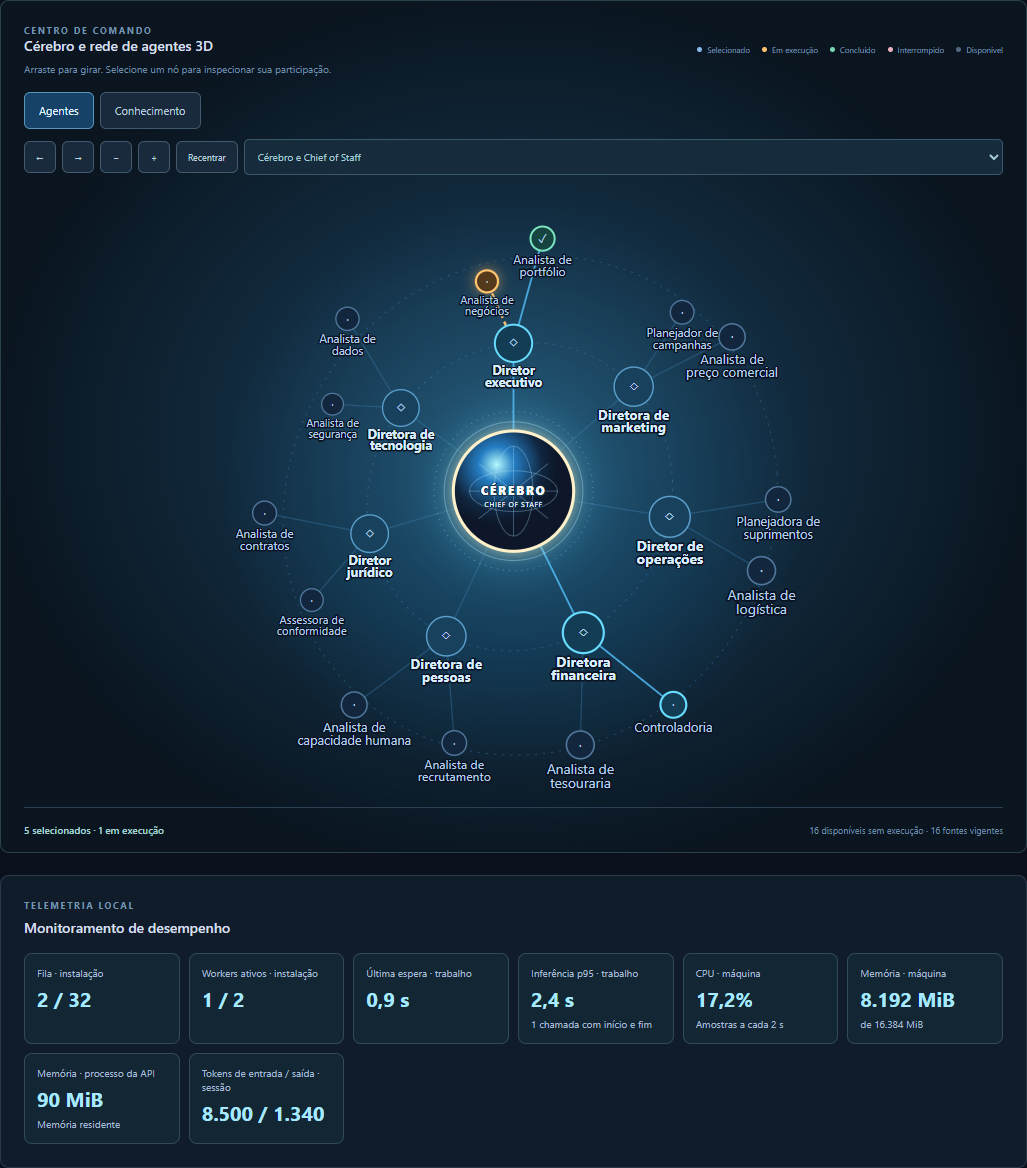 CENTRO DE COMANDO
Cérebro e rede de agentes 3D
Arraste para girar. Selecione um nó para inspecionar sua participação.
Selecionado
Em execução
Concluído
Interrompido
Disponível
Agentes
Conhecimento
←
→
−
+
Recentrar
Cérebro e Chief of Staff
✓
Analista de
portfólio
Analista de
negócios
Analista de
dados
Planejador de
campanhas
Analista de
preço comercial
Diretor
executivo
Diretora de
marketing
Analista de
segurança
Diretora de
tecnologia
CÉREBRO
CHIEF OF STAFF
Analista de
contratos
Diretor
jurídico
Diretor de
operações
Planejadora de
suprimentos
Analista de
logística
Assessora de
conformidade
Diretora de
pessoas
Diretora
financeira
Analista de
capacidade humana
Analista de
recrutamento
Analista de
tesouraria
Controladoria
5 selecionados · 1 em execução
16 disponíveis sem execução · 16 fontes vigentes
TELEMETRIA LOCAL
Monitoramento de desempenho
Fila · instalação
2 / 32
Workers ativos · instalação
1 / 2
Última espera · trabalho
0,9 s
Inferência p95 · trabalho
2,4 s
1 chamada com início e fim
CPU · máquina
17,2%
Amostras a cada 2 s
Memória · máquina
8.192 MiB
de 16.384 MiB
Memória · processo da API
90 MiB
Memória residente
Tokens de entrada / saída ·
sessão
8.500 / 1.340